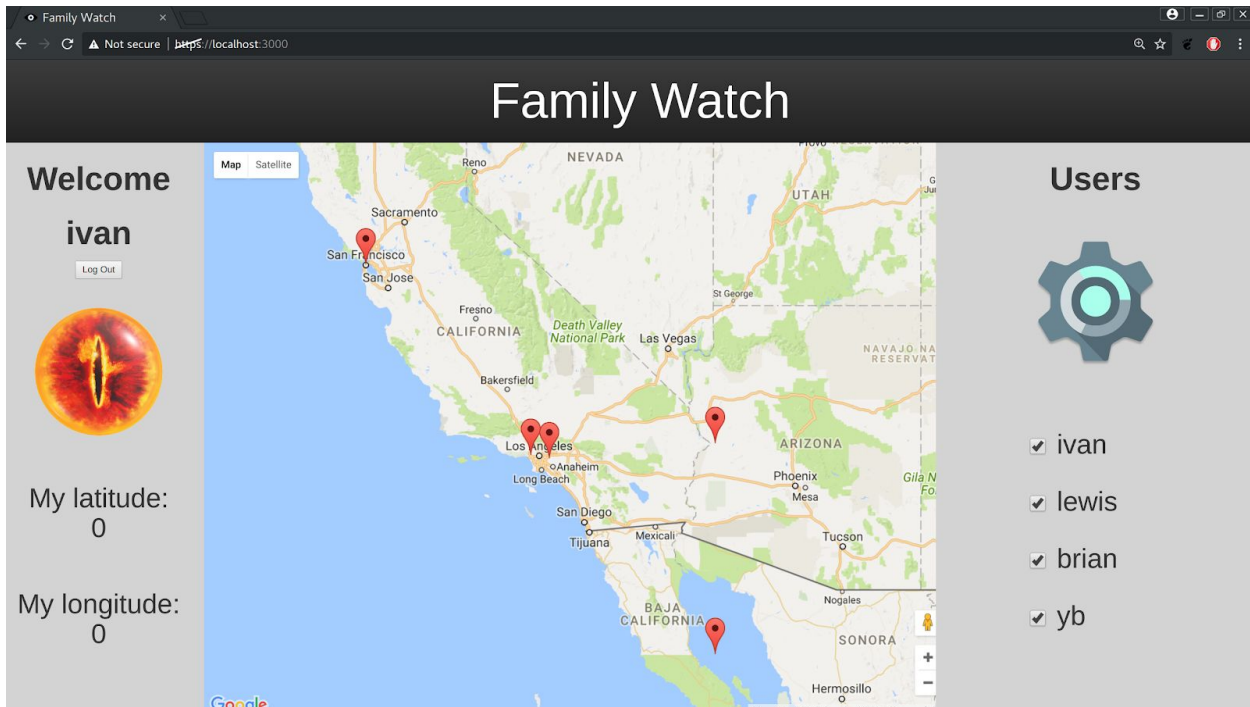 Family Watch
Not secure | https://localhost:3000
Family Watch
Welcome
ivan
Log Out
My latitude:
0
My longitude:
0
Map Satellite
Reno
NEVADA
UTAH
Sacramento
San Francisco
San Jose
St George
Fresno
CALIFORNIA
Death Valley
National Park
Las Vegas
NAVAJO NA
RESERVAT
Bakersfield
Los Angeles
Anaheim
Long Beach
ARIZONA
Phoenix
Mesa
Gila N
Fo
San Diego
Tijuana
Mexicali
Tucson
Nogales
BAJA
CALIFORNIA
SONORA
Hermosillo
Google
Users
ivan
lewis
brian
yb